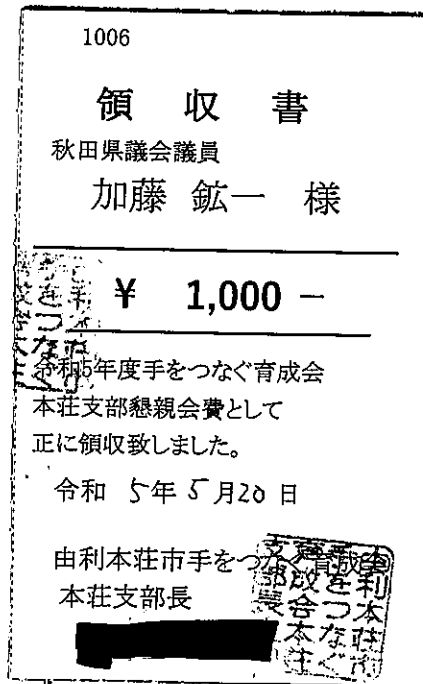 1006
領 収 書
秋田県議会議員
加藤 鉱一 様
¥ 1,000 −
令和5年度手をつなぐ育成会
本荘支部懇親会費として
正に領収致しました。
令和 5年 5月20日
由利本荘市手をつなぐ育成会
本荘支部長